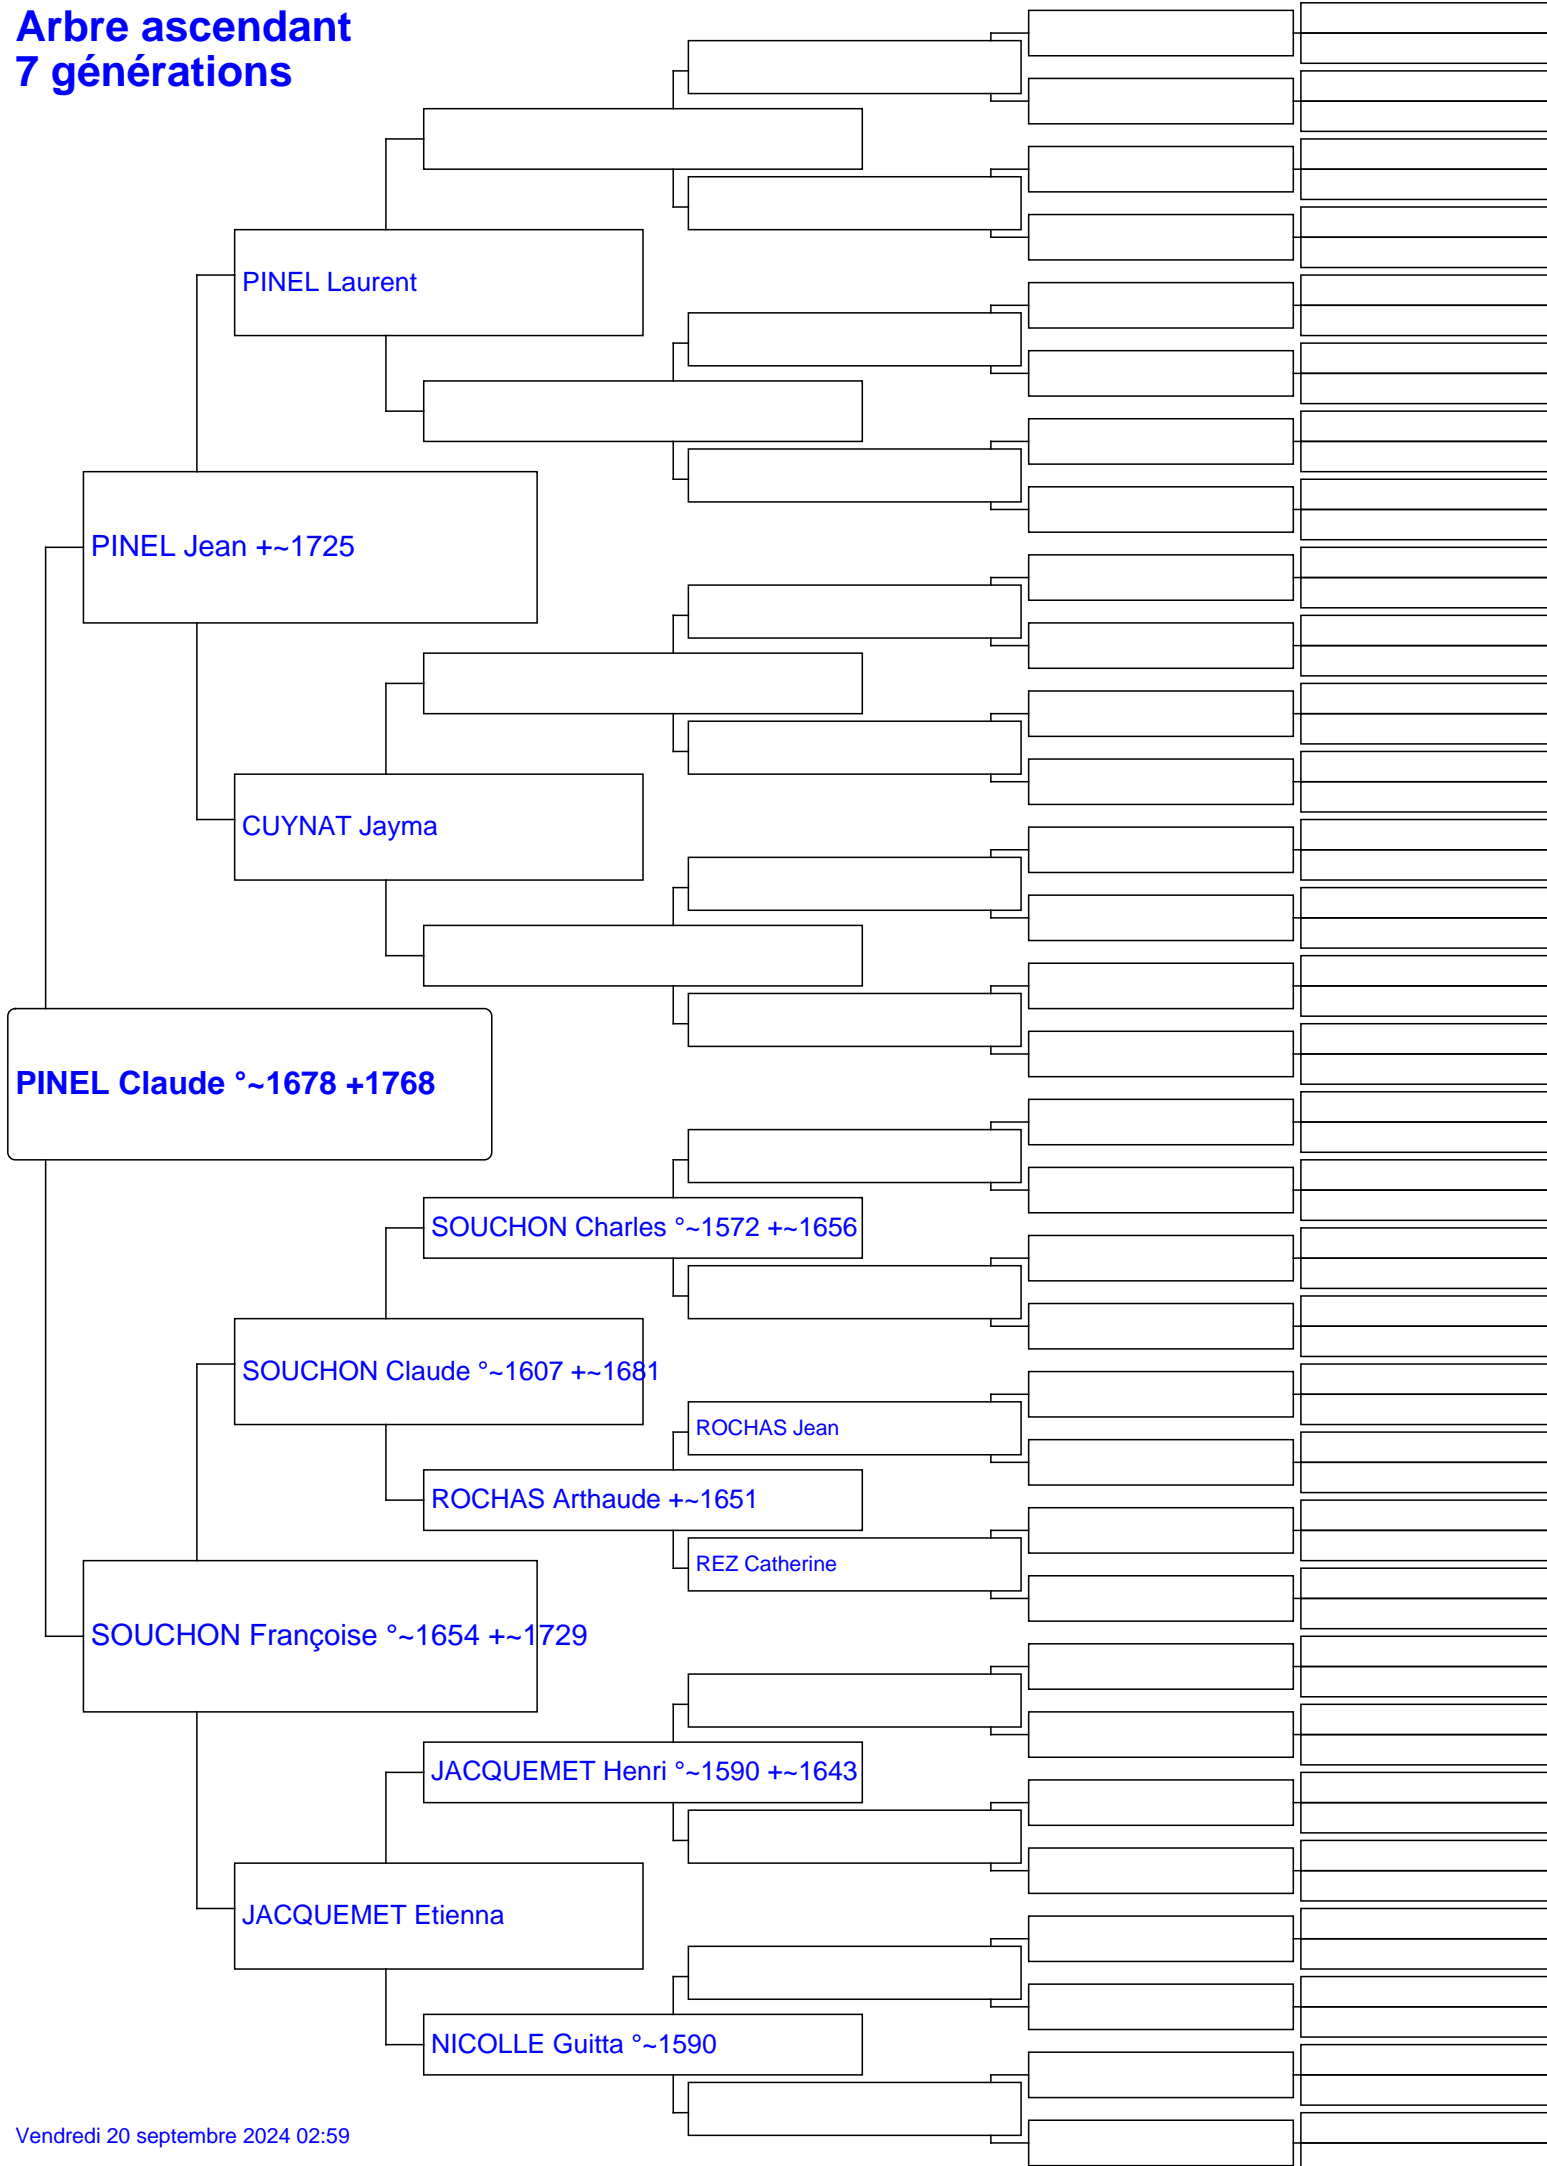 Arbre ascendant
7 générations
PINEL Laurent
PINEL Jean +~1725
CUYNAT Jayma
PINEL Claude °~1678 +1768
SOUCHON Charles °~1572 +~1656
SOUCHON Claude °~1607 +~1681
ROCHAS Jean
ROCHAS Arthaude +~1651
REZ Catherine
SOUCHON Françoise °~1654 +~1729
JACQUEMET Henri °~1590 +~1643
JACQUEMET Etienna
NICOLLE Guitta °~1590
Vendredi 20 septembre 2024 02:59